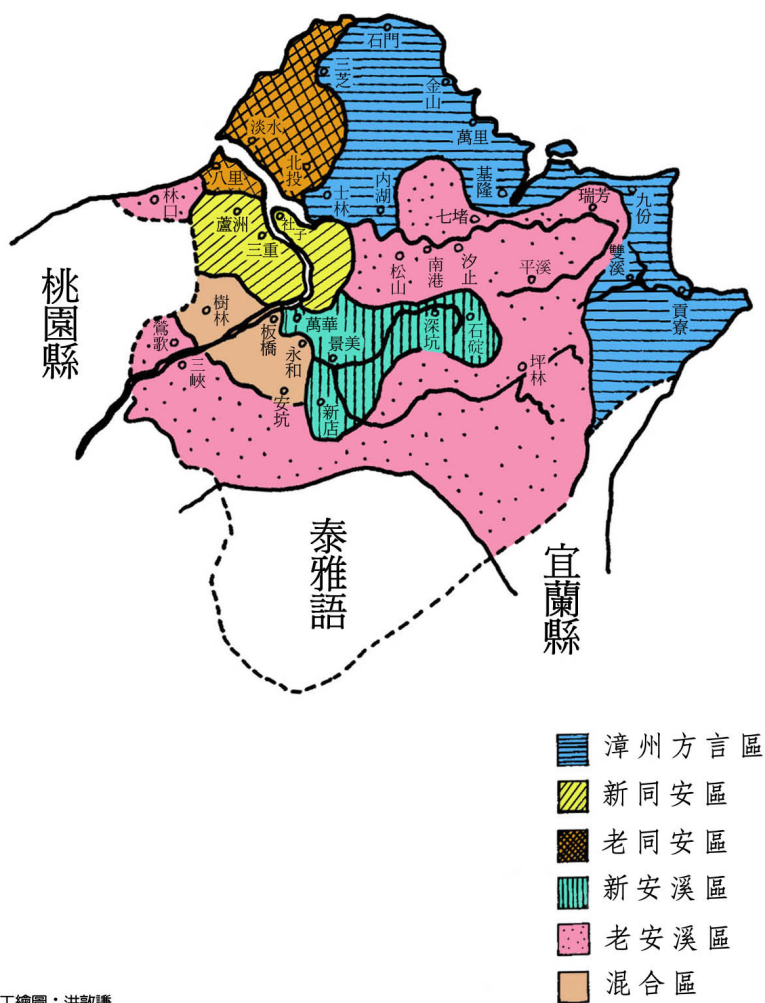 石門
三芝
金山
淡水
萬里
北投
八里
士林
內湖
基隆
林口
七堵
瑞芳
九份
蘆洲
社子
三重
松山
南港
汐止
平溪
雙溪
貢寮
桃園縣
樹林
板橋
萬華
永和
景美
深坑
石碇
鶯歌
三峽
坪林
安坑
新店
泰雅語
宜蘭縣
漳州方言區
新同安區
老同安區
新安溪區
老安溪區
混合區